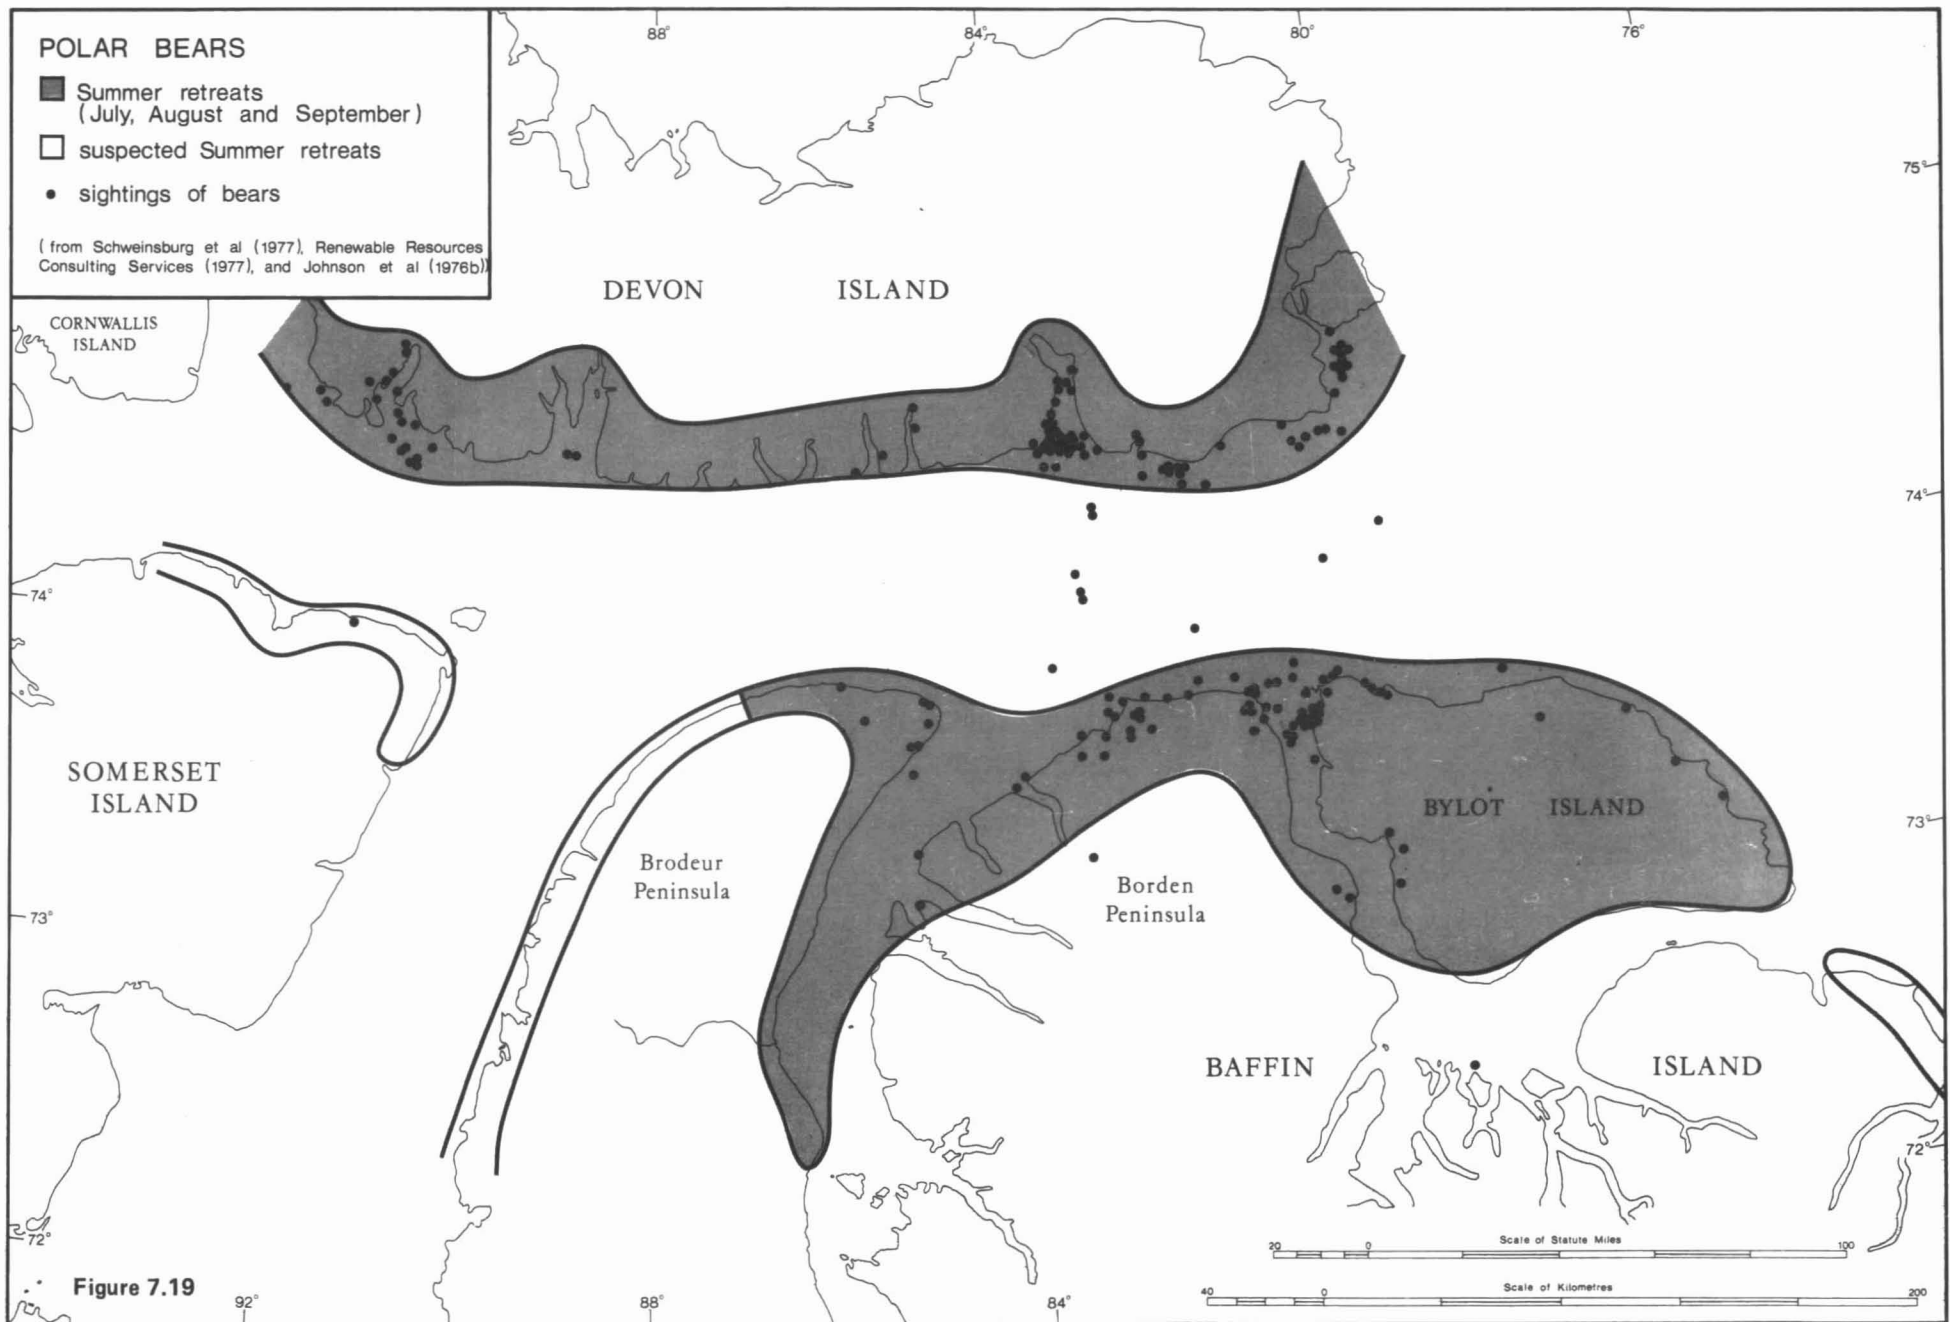 POLAR BEARS
Summer retreats
(July, August and September)
suspected Summer retreats
sightings of bears
(from Schweinsburg et al (1977), Renewable Resources
Consulting Services (1977), and Johnson et al (1976b))
88°
84°
80°
76°
75°
DEVON ISLAND
CORNWALLIS
ISLAND
74°
74°
SOMERSET
ISLAND
BYLOT ISLAND
73°
Brodeur
Peninsula
Borden
Peninsula
73°
BAFFIN ISLAND
72°
72°
Scale of Statute Miles
20 0 100
Figure 7.19
Scale of Kilometres
40 0 200
92°
88°
84°